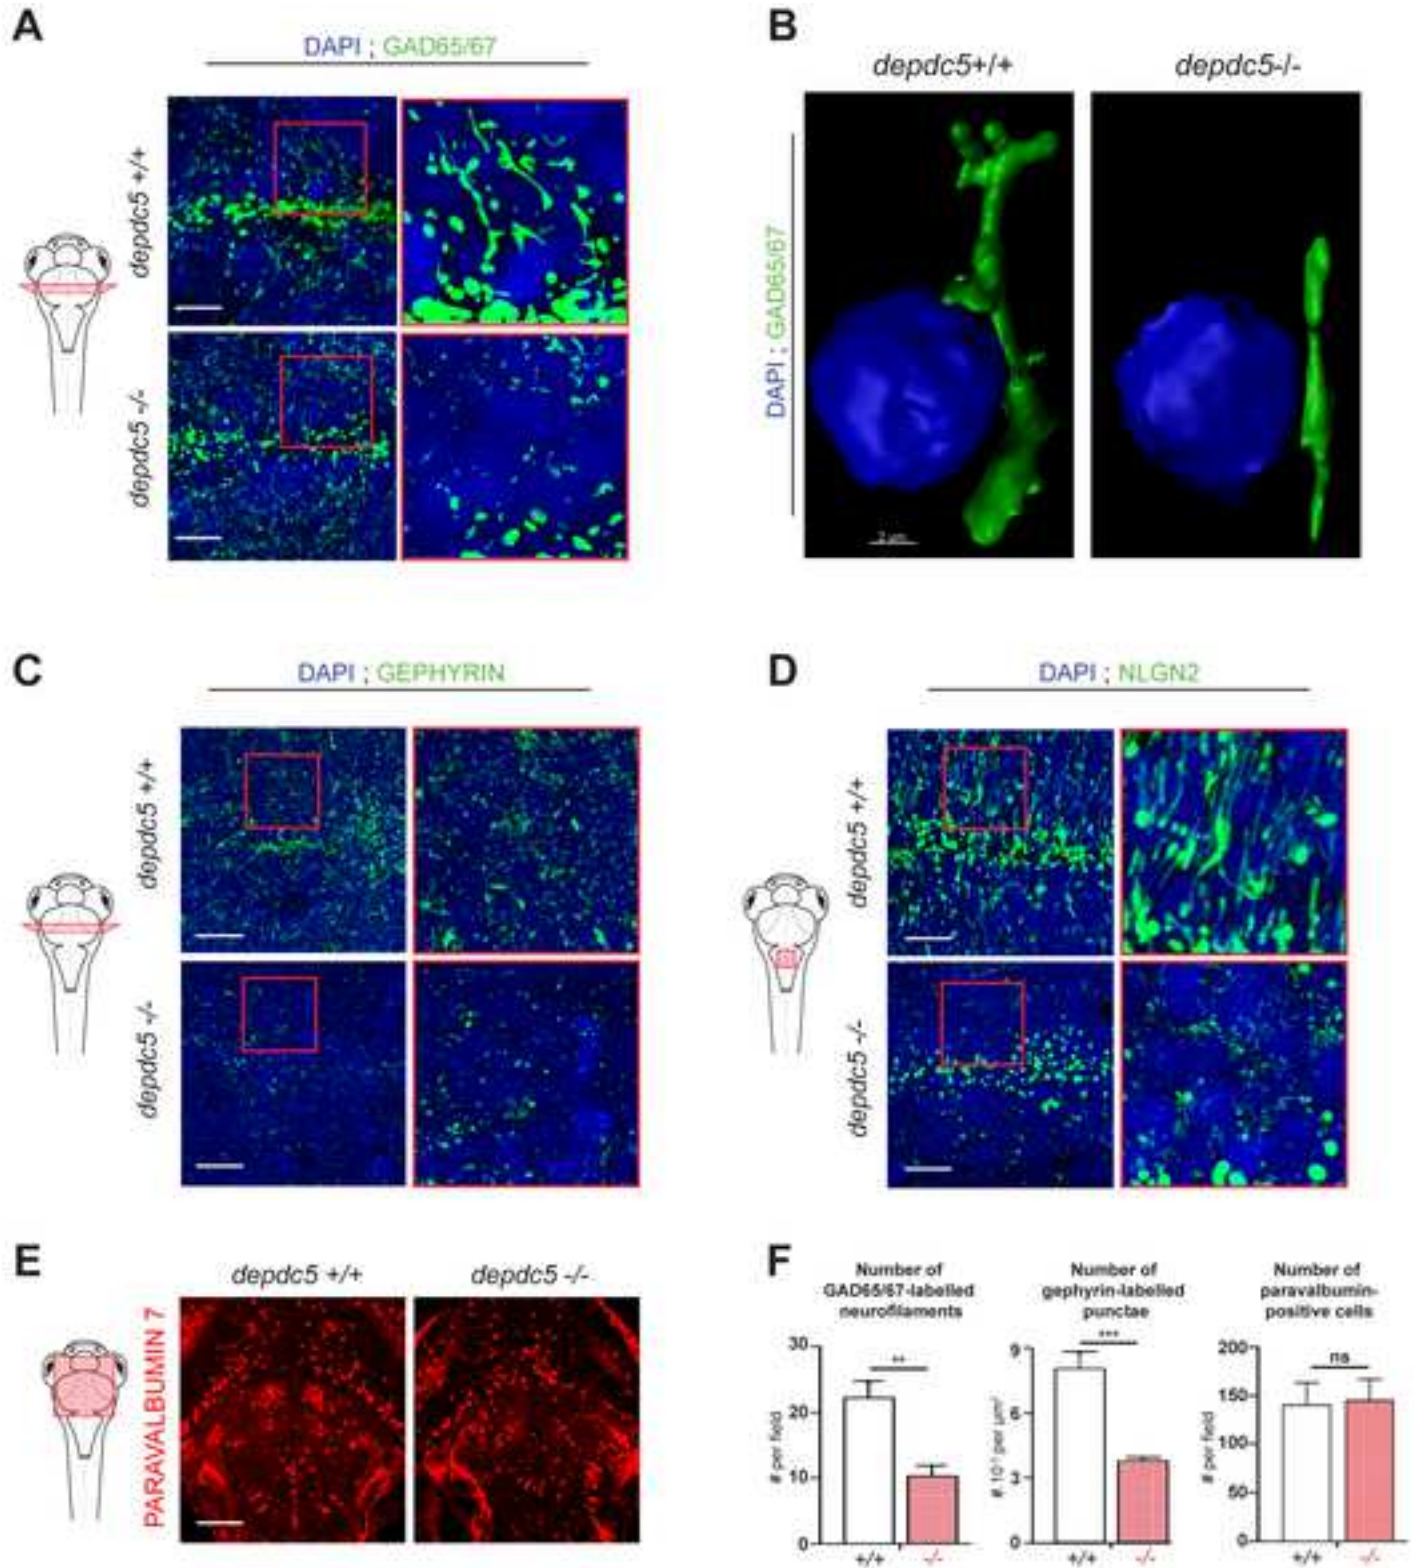 A
DAPI ; GAD65/67
depdc5 +/+
depdc5 -/-
B
depdc5+/+
depdc5-/-
DAPI ; GAD65/67
2 µm
C
DAPI ; GEPHYRIN
depdc5 +/+
depdc5 -/-
D
DAPI ; NLGN2
depdc5 +/+
depdc5 -/-
E
depdc5 +/+
depdc5 -/-
PARAVALBUMIN 7
F
Number of
GAD65/67-labelled
neurofilaments
# per field
30
20
10
0
**
+/+
-/-
Number of
gephyrin-labelled
punctae
9
6
3
0
***
+/+
-/-
Number of
paravalbumin-
positive cells
# per field
200
150
100
50
0
ns
+/+
-/-